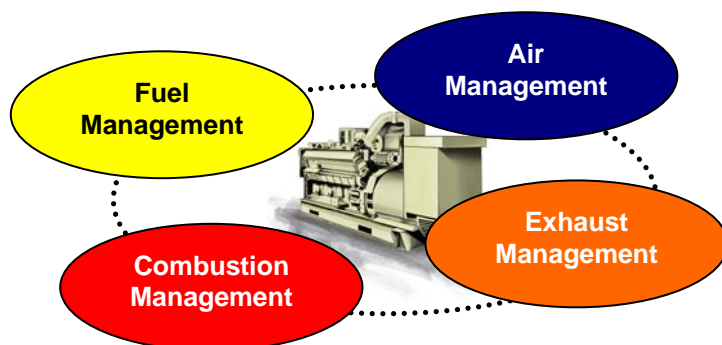 Fuel
Management
Air
Management
Exhaust
Management
Combustion
Management